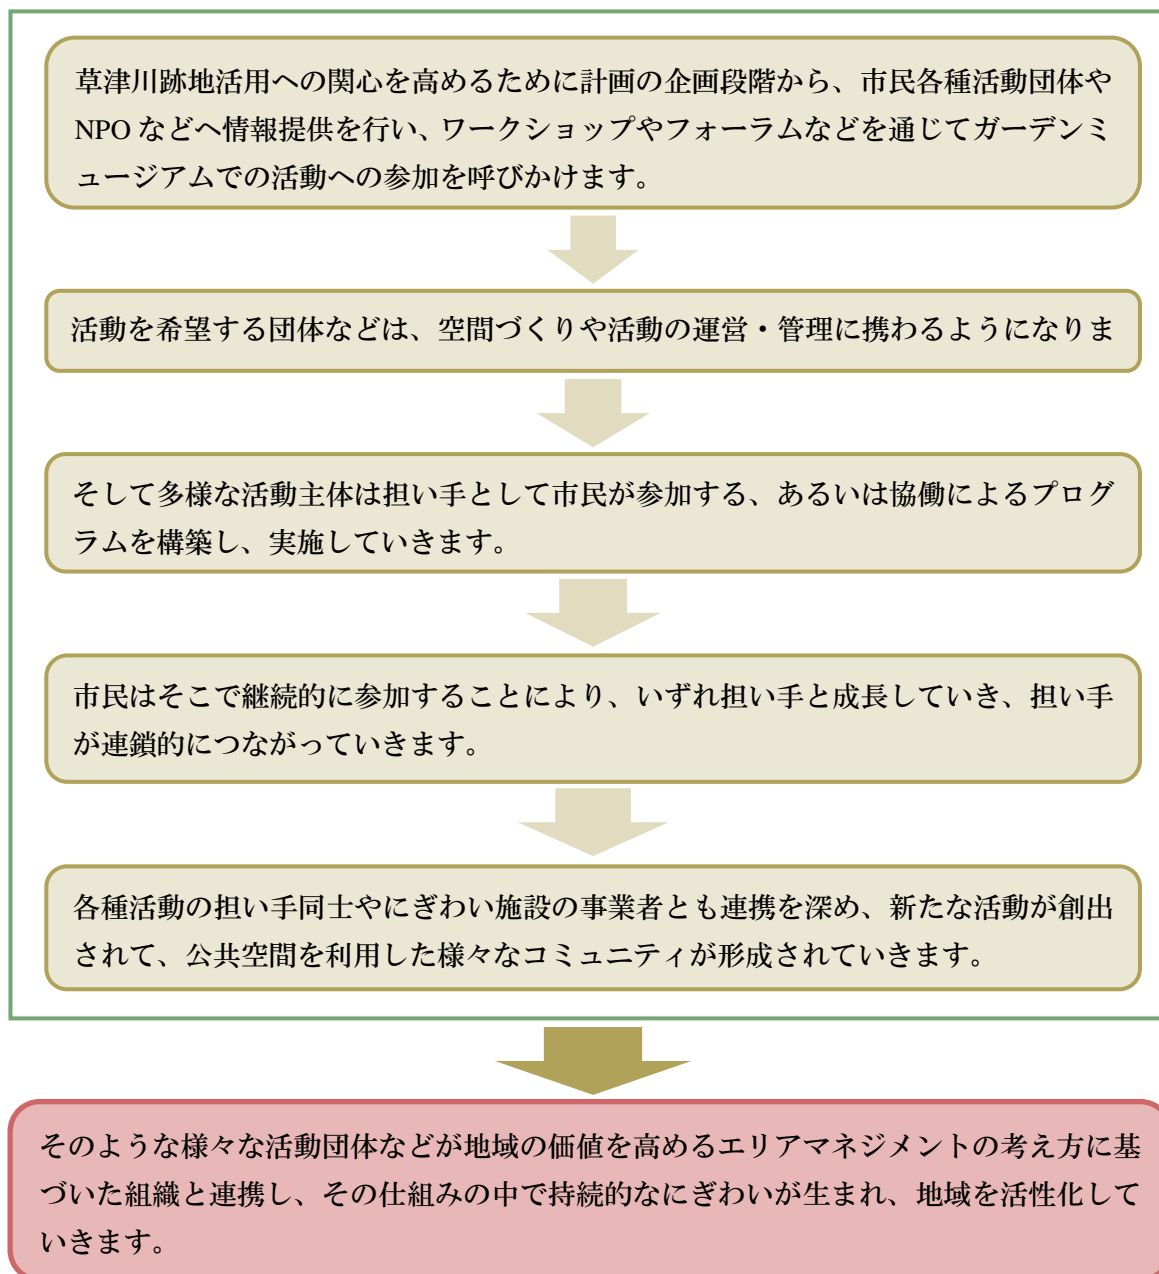 草津川跡地活用への関心を高めるために計画の企画段階から、市民各種活動団体や
NPO などへ情報提供を行い、ワークショップやフォーラムなどを通じてガーデンミ
ュージアムでの活動への参加を呼びかけます。
活動を希望する団体などは、空間づくりや活動の運営・管理に携わるようになりま
そして多様な活動主体は担い手として市民が参加する、あるいは協働によるプログ
ラムを構築し、実施していきます。
市民はそこで継続的に参加することにより、いずれ担い手と成長していき、担い手
が連鎖的につながっていきます。
各種活動の担い手同士やにぎわい施設の事業者とも連携を深め、新たな活動が創出
されて、公共空間を利用した様々なコミュニティが形成されていきます。
そのような様々な活動団体などが地域の価値を高めるエリアマネジメントの考え方に基
づいた組織と連携し、その仕組みの中で持続的なにぎわいが生まれ、地域を活性化して
いきます。